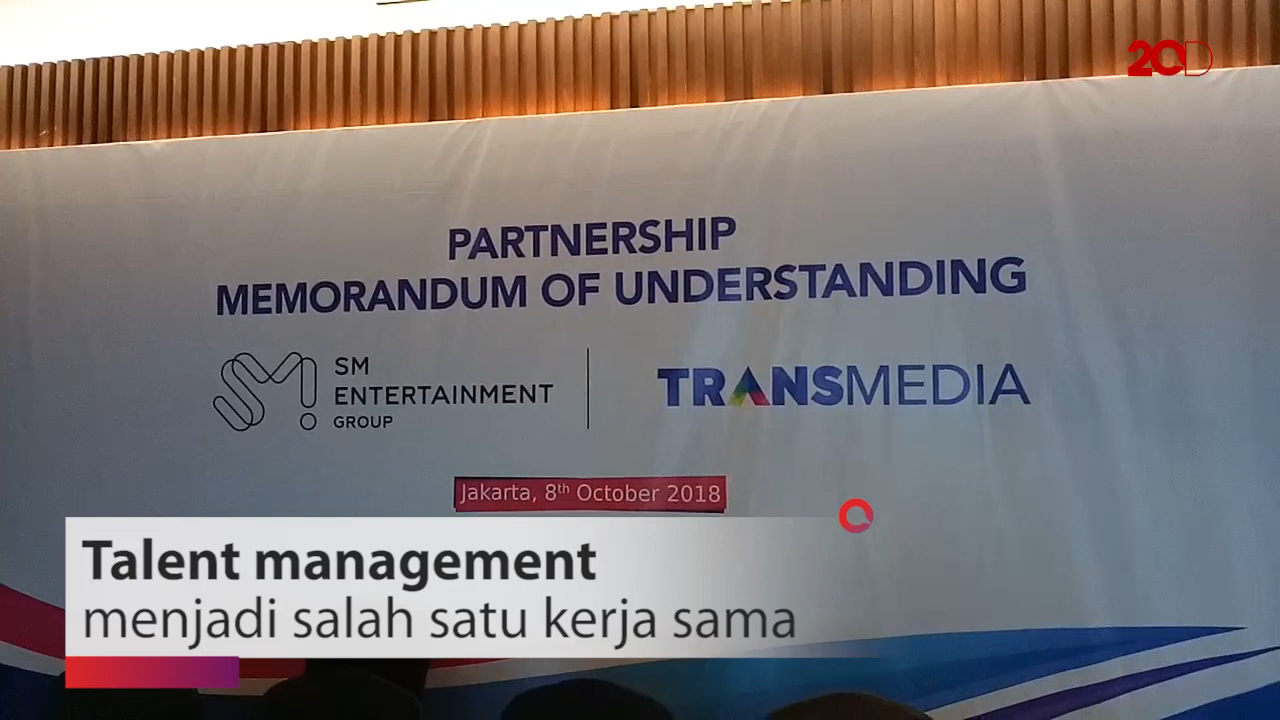 20D
PARTNERSHIP
MEMORANDUM OF UNDERSTANDING
SM
ENTERTAINMENT
GROUP
TRANSMEDIA
Jakarta, 8th October 2018
Talent management
menjadi salah satu kerja sama